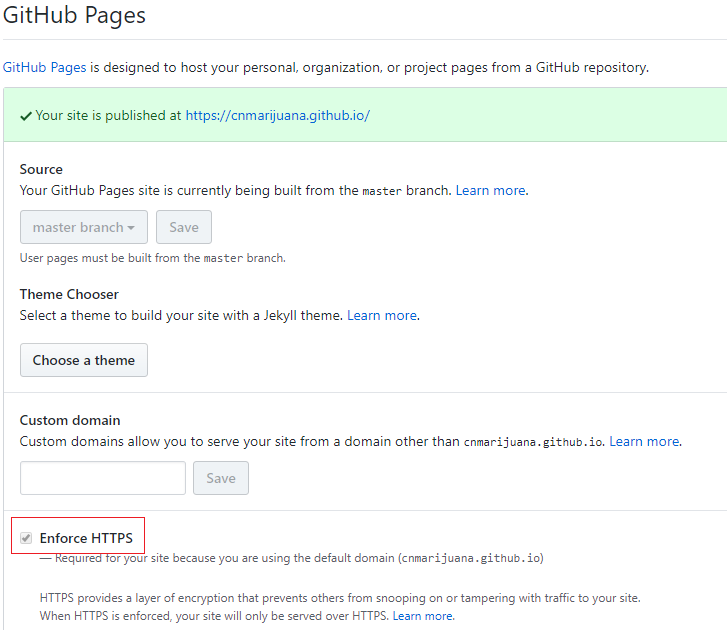 GitHub Pages
GitHub Pages is designed to host your personal, organization, or project pages from a GitHub repository.
Your site is published at https://cnmarijuana.github.io/
Source
Your GitHub Pages site is currently being built from the master branch. Learn more.
master branch Save
User pages must be built from the master branch.
Theme Chooser
Select a theme to build your site with a Jekyll theme. Learn more.
Choose a theme
Custom domain
Custom domains allow you to serve your site from a domain other than cnmarijuana.github.io. Learn more.
Save
Enforce HTTPS
— Required for your site because you are using the default domain (cnmarijuana.github.io)
HTTPS provides a layer of encryption that prevents others from snooping on or tampering with traffic to your site.
When HTTPS is enforced, your site will only be served over HTTPS. Learn more.